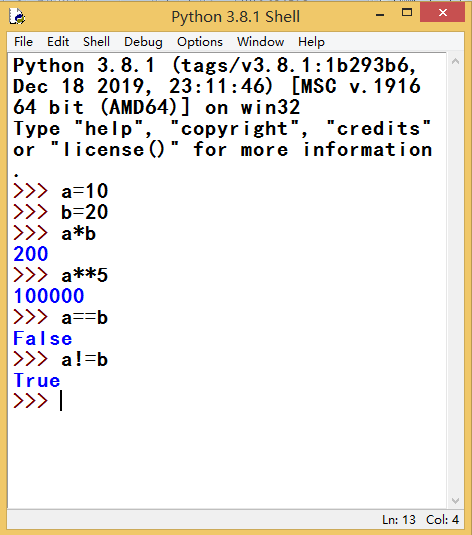 Python 3.8.1 Shell
File Edit Shell Debug Options Window Help
Python 3.8.1 (tags/v3.8.1:1b293b6,
Dec 18 2019, 23:11:46) [MSC v.1916
64 bit (AMD64)] on win32
Type "help", "copyright", "credits"
or "license()" for more information
.
>>> a=10
>>> b=20
>>> a*b
200
>>> a**5
100000
>>> a==b
False
>>> a!=b
True
>>>
Ln: 13 Col: 4